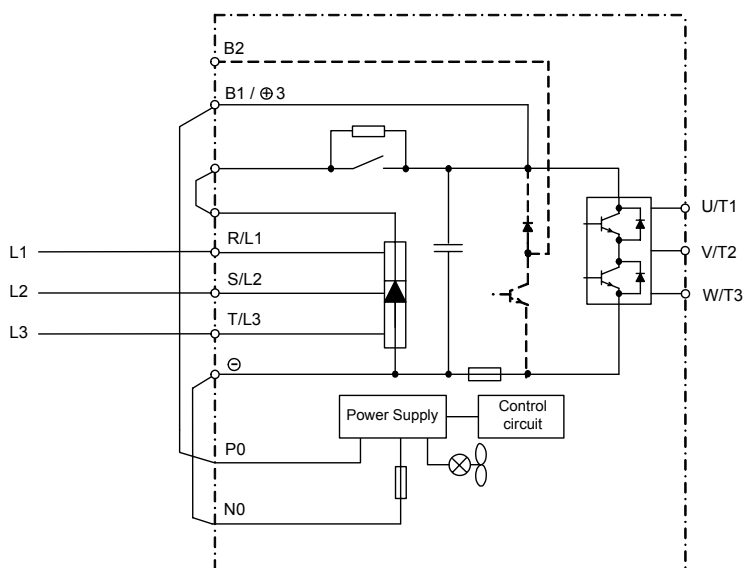 B2
B1 / ⊕3
U/T1
R/L1
L1
V/T2
S/L2
L2
W/T3
T/L3
L3
⊖
Power Supply
Control
circuit
P0
N0